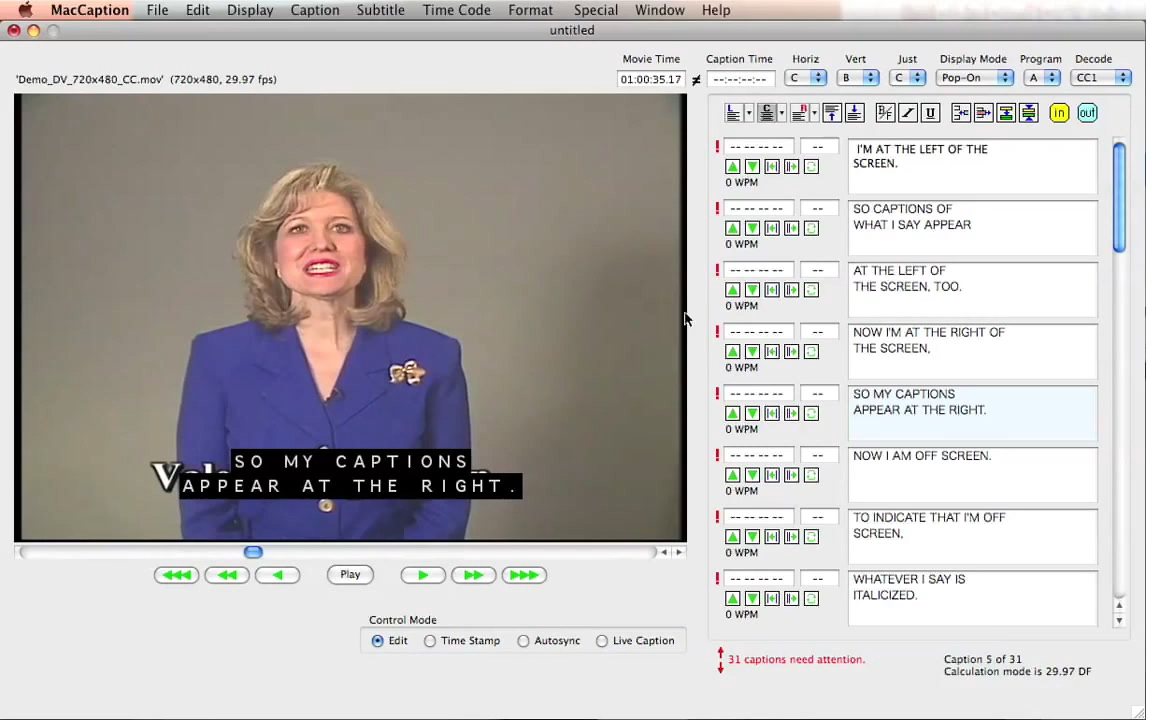 MacCaption File Edit Display Caption Subtitle Time Code Format Special Window Help
untitled
Movie Time Caption Time Horiz Vert Just Display Mode Program Decode
'Demo_DV_720x480_CC.mov' (720x480, 29.97 fps)
01:00:35.17 ≠ --:--:--:-- C B C Pop-On A CC1
L C R B/F I U in out
! -- -- -- -- --
I'M AT THE LEFT OF THE
SCREEN.
0 WPM
! -- -- -- -- --
SO CAPTIONS OF
WHAT I SAY APPEAR
0 WPM
! -- -- -- -- --
AT THE LEFT OF
THE SCREEN, TOO.
0 WPM
! -- -- -- -- --
NOW I'M AT THE RIGHT OF
THE SCREEN,
0 WPM
! -- -- -- -- --
SO MY CAPTIONS
APPEAR AT THE RIGHT.
0 WPM
! -- -- -- -- --
NOW I AM OFF SCREEN.
0 WPM
! -- -- -- -- --
TO INDICATE THAT I'M OFF
SCREEN,
0 WPM
! -- -- -- -- --
WHATEVER I SAY IS
ITALICIZED.
0 WPM
SO MY CAPTIONS
APPEAR AT THE RIGHT.
Play
Control Mode
Edit Time Stamp Autosync Live Caption
31 captions need attention.
Caption 5 of 31
Calculation mode is 29.97 DF